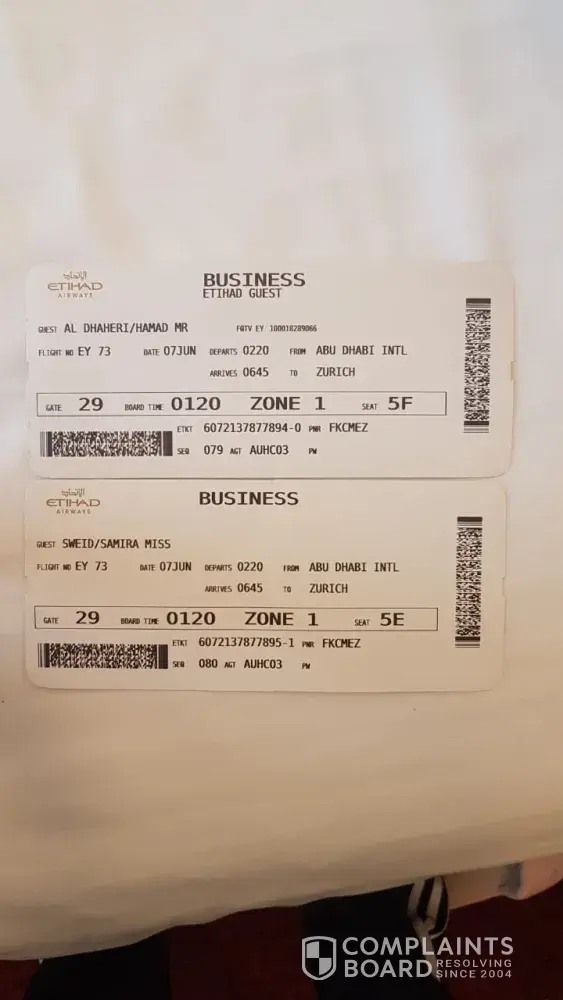 الإتحاد
ETIHAD
AIRWAYS
BUSINESS
ETIHAD GUEST
GUEST AL DHAHERI/HAMAD MR FQTV EY 100018289066
FLIGHT NO EY 73 DATE 07JUN DEPARTS 0220 FROM ABU DHABI INTL
ARRIVES 0645 TO ZURICH
GATE 29 BOARD TIME 0120 ZONE 1 SEAT 5F
ETKT 6072137877894-0 PNR FKCMEZ
SEQ 079 AGT AUHC03 PW
الإتحاد
ETIHAD
AIRWAYS
BUSINESS
GUEST SWEID/SAMIRA MISS
FLIGHT NO EY 73 DATE 07JUN DEPARTS 0220 FROM ABU DHABI INTL
ARRIVES 0645 TO ZURICH
GATE 29 BOARD TIME 0120 ZONE 1 SEAT 5E
ETKT 6072137877895-1 PNR FKCMEZ
SEQ 080 AGT AUHC03 PW
COMPLAINTS
BOARD RESOLVING
SINCE 2004